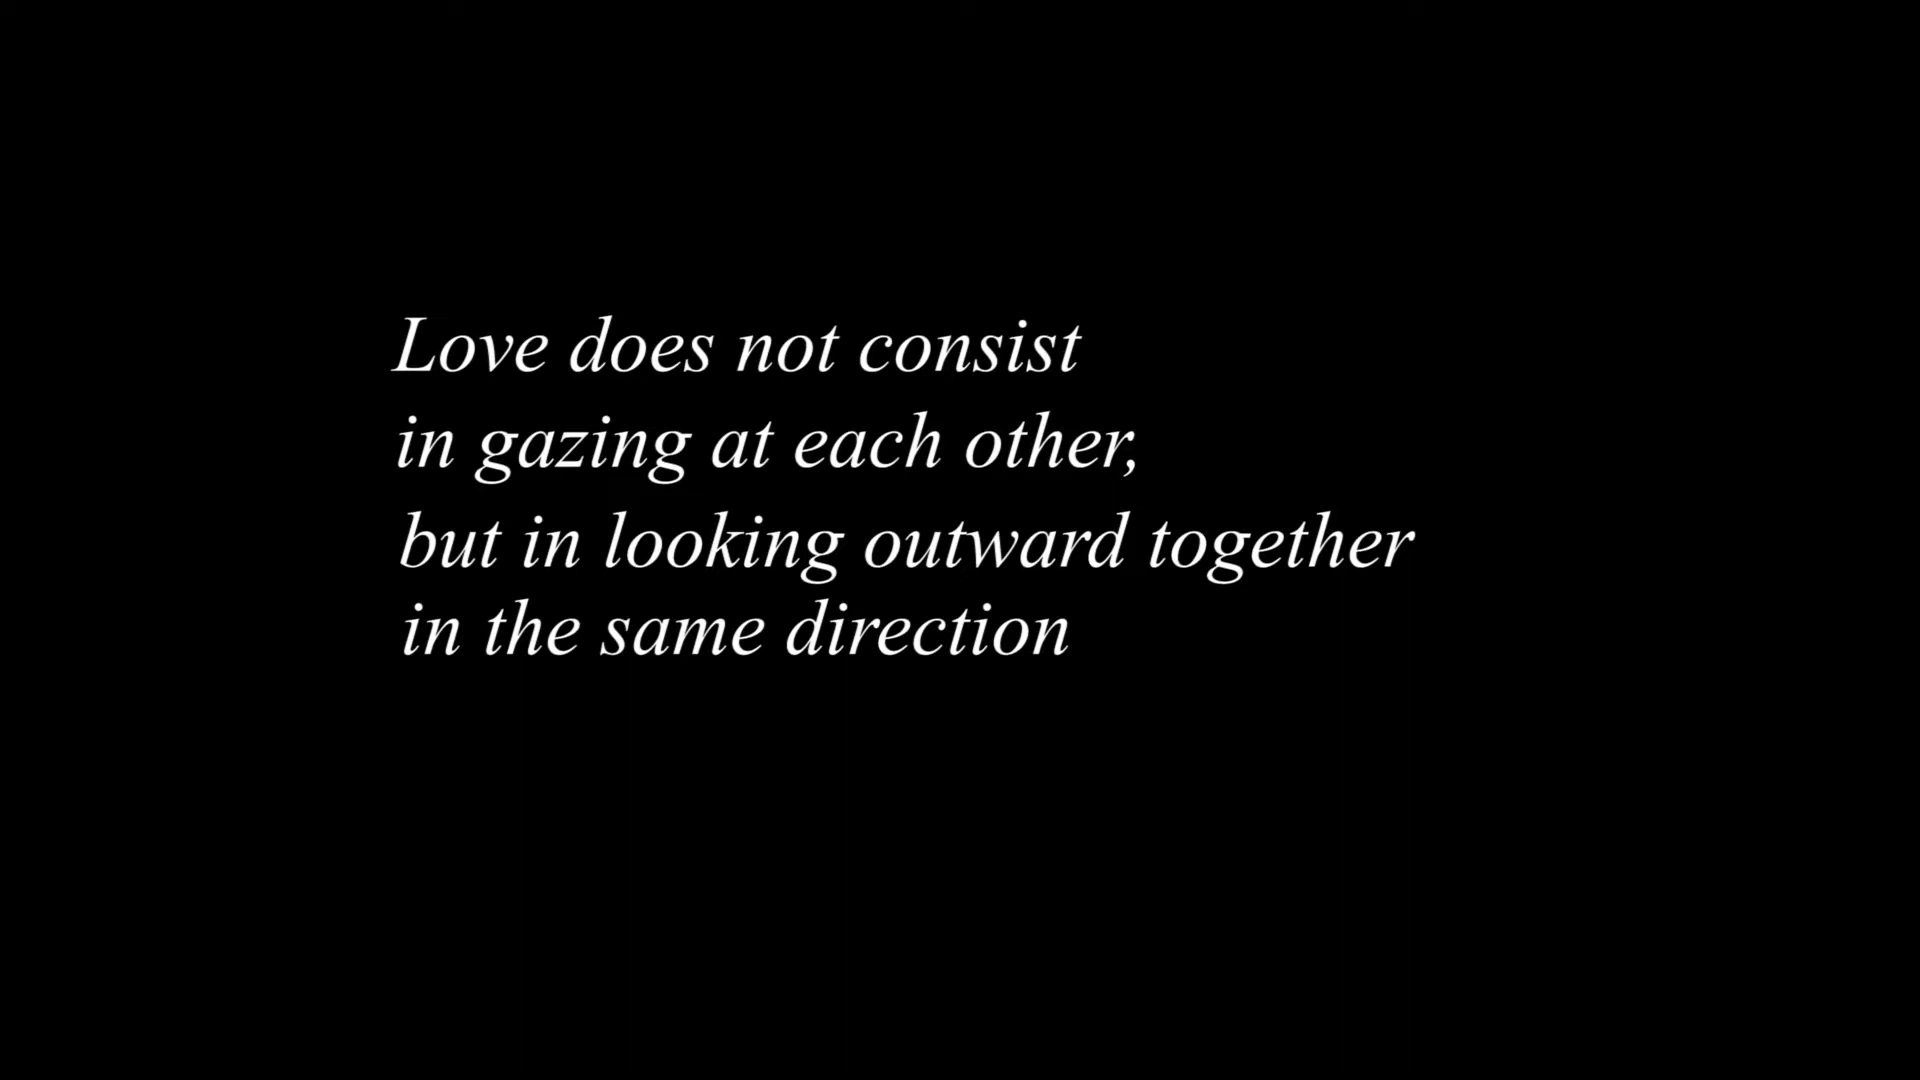 Love does not consist
in gazing at each other,
but in looking outward together
in the same direction